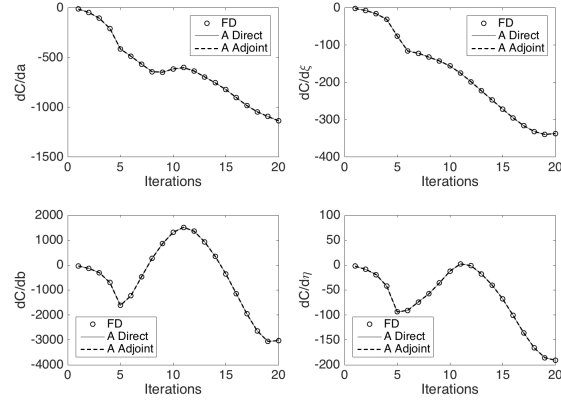 0
-500
-1000
-1500
dC/da
0 5 10 15 20
Iterations
FD
A Direct
A Adjoint
0
-100
-200
-300
-400
dC/dξ
0 5 10 15 20
Iterations
FD
A Direct
A Adjoint
2000
1000
0
-1000
-2000
-3000
-4000
dC/db
0 5 10 15 20
Iterations
FD
A Direct
A Adjoint
100
50
0
-50
-100
-150
-200
dC/dη
0 5 10 15 20
Iterations
FD
A Direct
A Adjoint